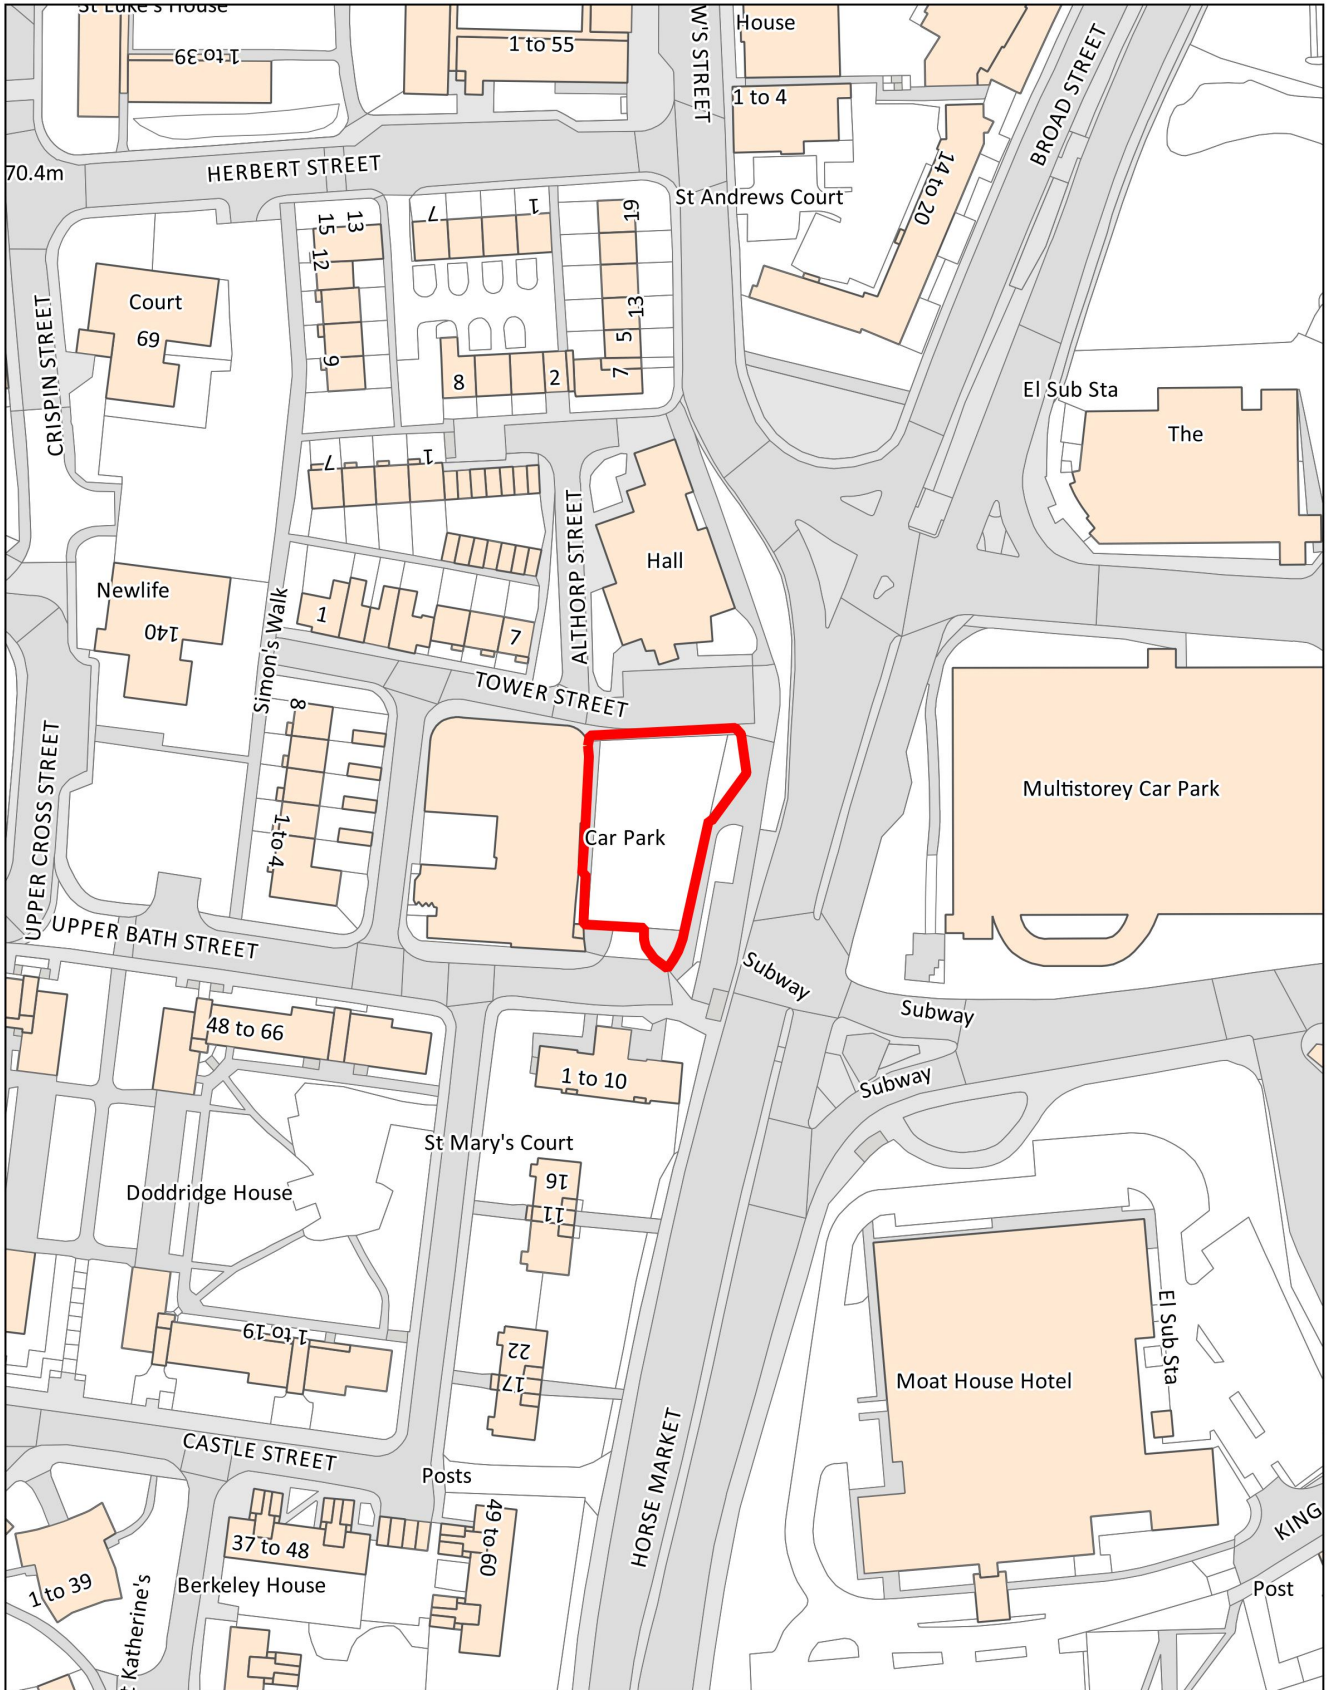 St Luke's House
1 to 39
1 to 55
W'S STREET
House
1 to 4
BROAD STREET
70.4m
HERBERT STREET
St Andrews Court
14 to 20
15
13
12
9
7
1
19
13
5
7
8
2
Court
69
CRISPIN STREET
El Sub Sta
The
7
1
ALTHORP STREET
Hall
Newlife
140
Simon's Walk
1
7
TOWER STREET
8
1 to 4
UPPER CROSS STREET
Car Park
Multistorey Car Park
UPPER BATH STREET
Subway
Subway
Subway
48 to 66
1 to 10
St Mary's Court
16
11
Doddridge House
22
17
1 to 19
El Sub Sta
Moat House Hotel
CASTLE STREET
Posts
HORSE MARKET
49 to 60
37 to 48
Berkeley House
1 to 39
t Katherine's
KING
Post